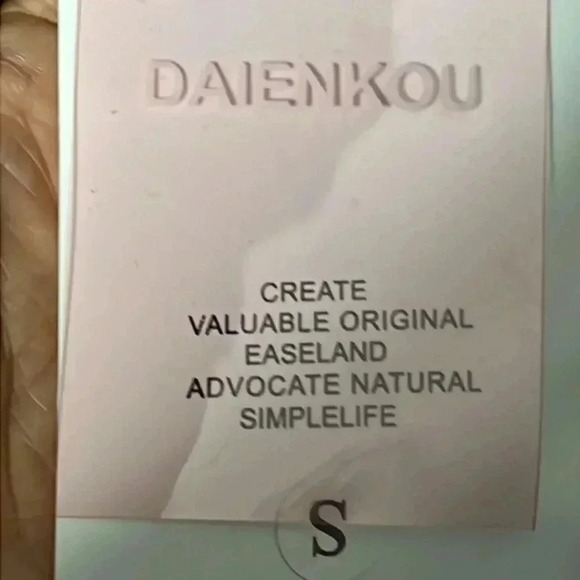 DAIENKOU
CREATE
VALUABLE ORIGINAL
EASELAND
ADVOCATE NATURAL
SIMPLELIFE
S